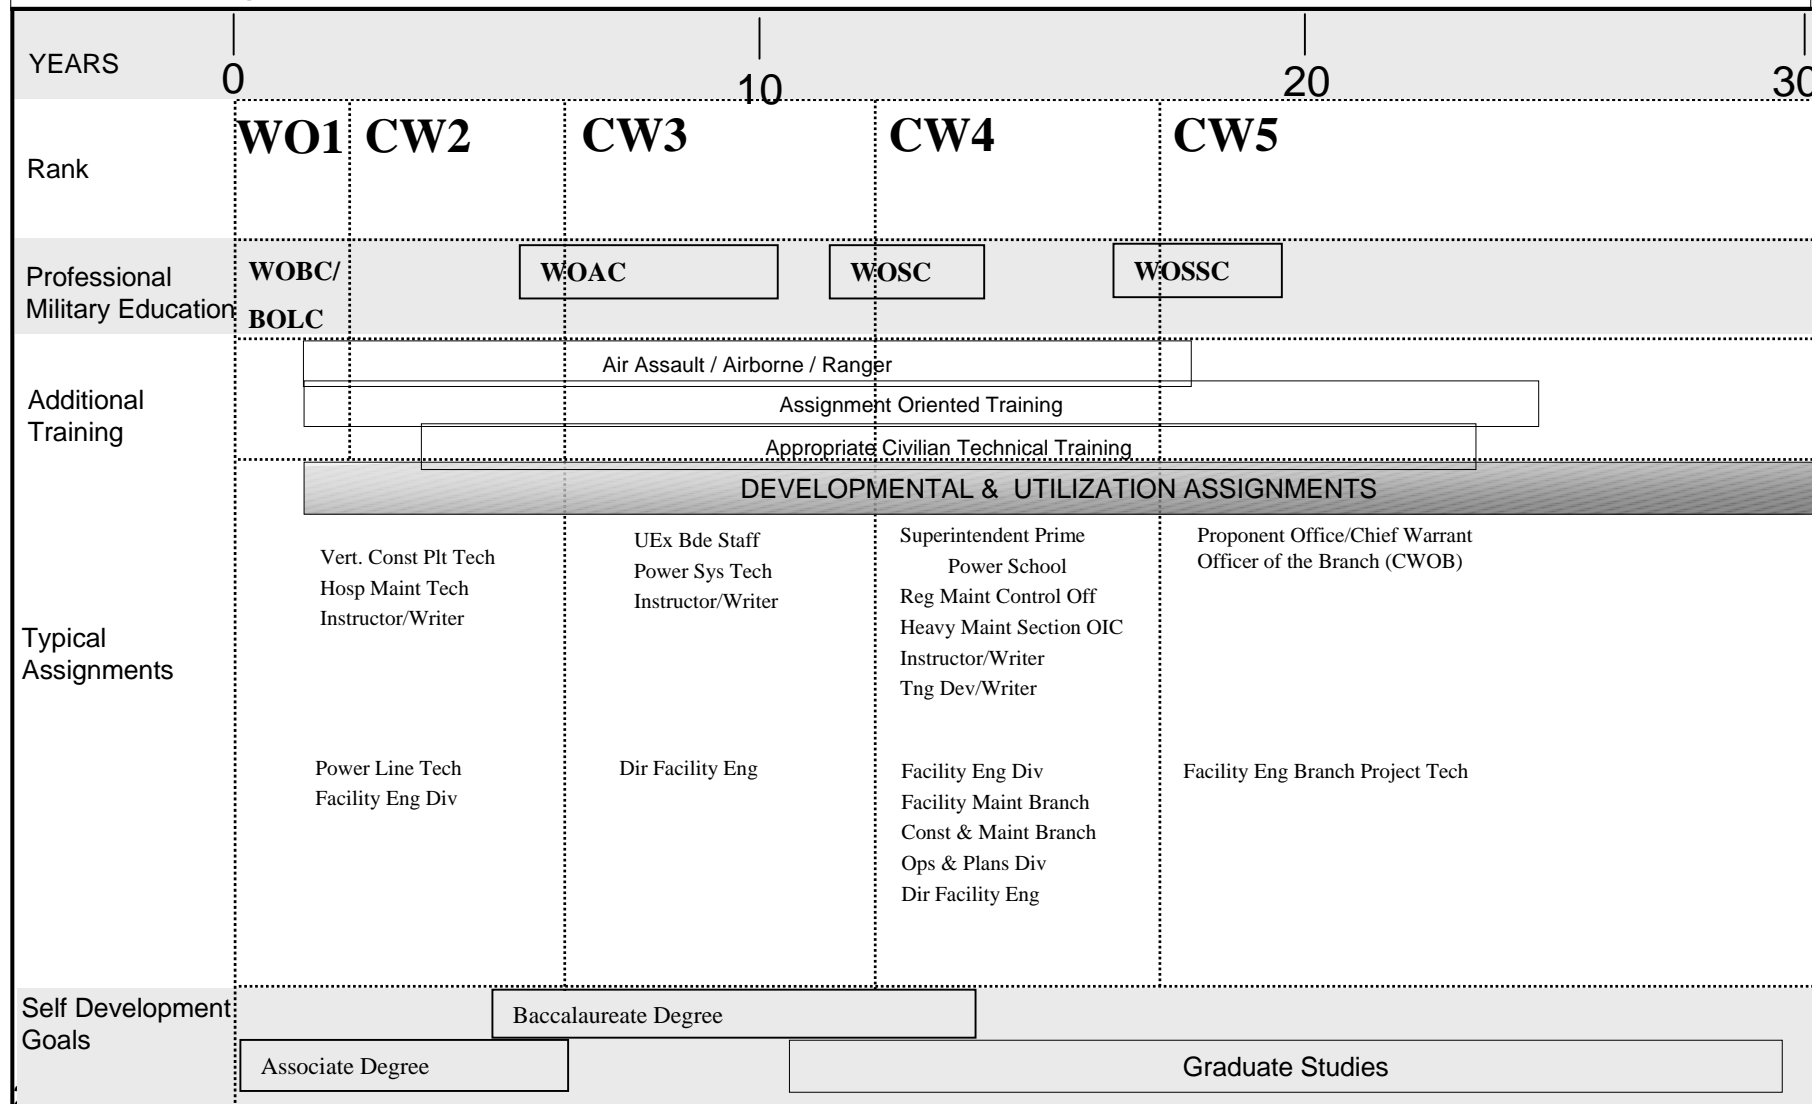 YEARS
0
10
20
30
Rank
WO1
CW2
CW3
CW4
CW5
Professional
Military Education
WOBC/
BOLC
WOAC
WOSC
WOSSC
Additional
Training
Air Assault / Airborne / Ranger
Assignment Oriented Training
Appropriate Civilian Technical Training
DEVELOPMENTAL & UTILIZATION ASSIGNMENTS
Typical
Assignments
Vert. Const Plt Tech
Hosp Maint Tech
Instructor/Writer
Power Line Tech
Facility Eng Div
UEx Bde Staff
Power Sys Tech
Instructor/Writer
Dir Facility Eng
Superintendent Prime
Power School
Reg Maint Control Off
Heavy Maint Section OIC
Instructor/Writer
Tng Dev/Writer
Facility Eng Div
Facility Maint Branch
Const & Maint Branch
Ops & Plans Div
Dir Facility Eng
Proponent Office/Chief Warrant
Officer of the Branch (CWOB)
Facility Eng Branch Project Tech
Self Development
Goals
Baccalaureate Degree
Associate Degree
Graduate Studies